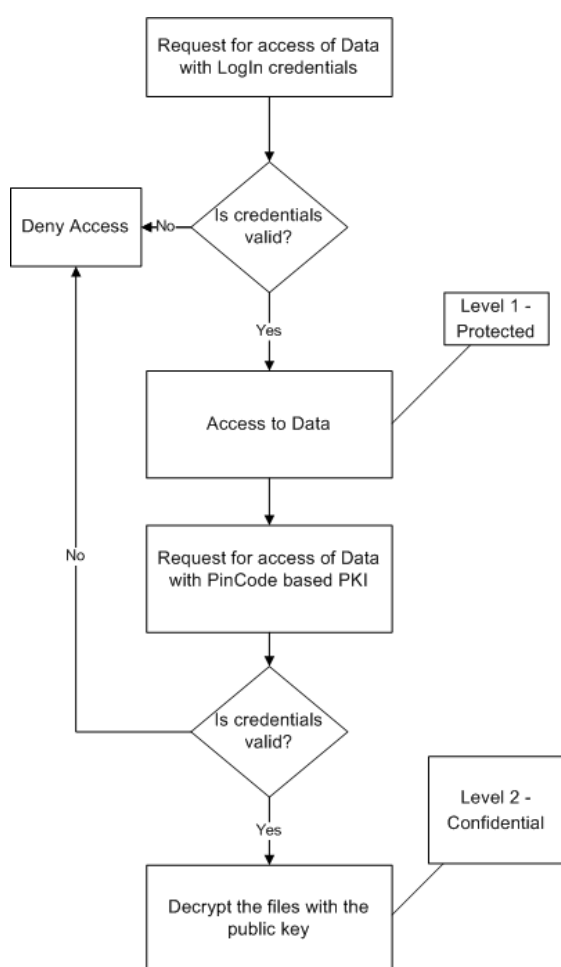 Request for access of Data
with LogIn credentials
Is credentials
valid?
No
Deny Access
Yes
Level 1 -
Protected
Access to Data
Request for access of Data
with PinCode based PKI
No
Is credentials
valid?
Yes
Level 2 -
Confidential
Decrypt the files with the
public key